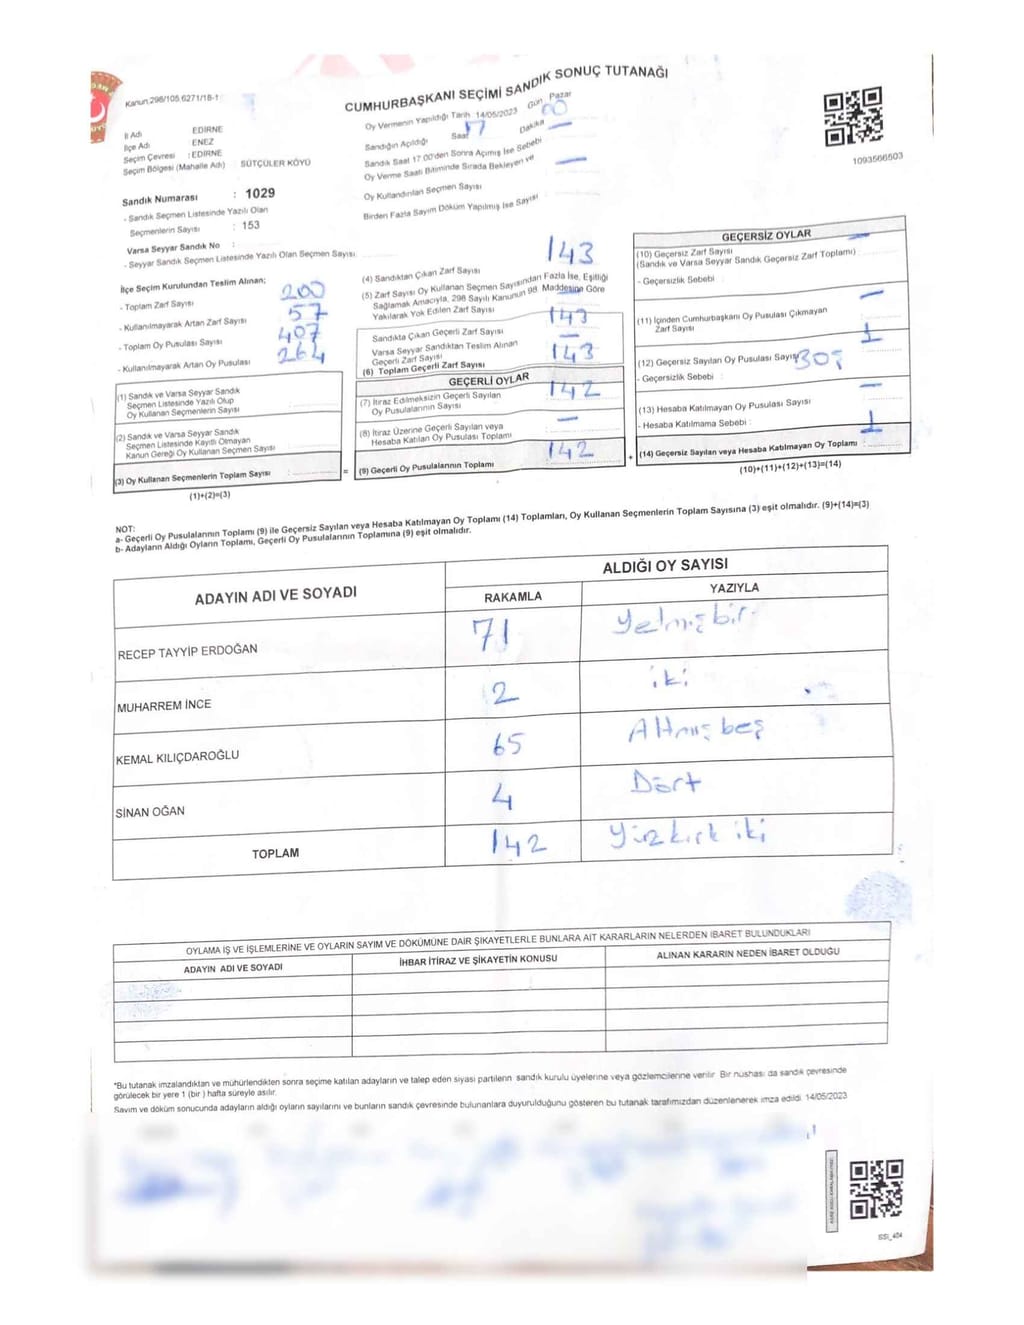 Kanun:298/105.6271/18-1
CUMHURBAŞKANI SEÇİMİ SANDIK SONUÇ TUTANAĞI
İl Adı EDİRNE
İlçe Adı ENEZ
Seçim Çevresi : EDİRNE
Seçim Bölgesi (Mahalle Adı) : SÜTÇÜLER KÖYÜ
Sandık Numarası : 1029
- Sandık Seçmen Listesinde Yazılı Olan
Seçmenlerin Sayısı : 153
Varsa Seyyar Sandık No :
- Seyyar Sandık Listesinde Yazılı Olan Seçmen Sayısı :
Oy Vermenin Yapıldığı Tarih 14/05/2023 Gün Pazar
Sandığın Açıldığı Saat 17 Dakika 00
Sandık Saat 17.00'den Sonra Açılmış İse Sebebi —
Oy Verme Saati Bitiminde Sırada Bekleyen ve
Oy Kullandırılan Seçmen Sayısı —
Birden Fazla Sayım Döküm Yapılmış İse Sayısı
1093566503
İlçe Seçim Kurulundan Teslim Alınan;
- Toplam Zarf Sayısı 200
- Kullanılmayarak Artan Zarf Sayısı 57
- Toplam Oy Pusulası Sayısı 407
- Kullanılmayarak Artan Oy Pusulası 264
(1) Sandık ve Varsa Seyyar Sandık
Seçmen Listesinde Yazılı Olup
Oy Kullanan Seçmenlerin Sayısı
(2) Sandık ve Varsa Seyyar Sandık
Seçmen Listesinde Kayıtlı Olmayan
Kanun Gereği Oy Kullanan Seçmen Sayısı
(3) Oy Kullanan Seçmenlerin Toplam Sayısı :
(1)+(2)=(3)
=
(4) Sandıktan Çıkan Zarf Sayısı 143
(5) Zarf Sayısı Oy Kullanan Seçmen Sayısından Fazla İse, Eşitliği
Sağlamak Amacıyla, 298 Sayılı Kanunun 98. Maddesine Göre
Yakılarak Yok Edilen Zarf Sayısı —
Sandıkta Çıkan Geçerli Zarf Sayısı 143
Varsa Seyyar Sandıktan Teslim Alınan
Geçerli Zarf Sayısı —
(6) Toplam Geçerli Zarf Sayısı 143
GEÇERLİ OYLAR
(7) İtiraz Edilmeksizin Geçerli Sayılan
Oy Pusulalarının Sayısı 142
(8) İtiraz Üzerine Geçerli Sayılan veya
Hesaba Katılan Oy Pusulası Toplamı —
(9) Geçerli Oy Pusulalarının Toplamı 142
+
GEÇERSİZ OYLAR
(10) Geçersiz Zarf Sayısı —
(Sandık ve Varsa Seyyar Sandık Geçersiz Zarf Toplamı) :
- Geçersizlik Sebebi :
(11) İçinden Cumhurbaşkanı Oy Pusulası Çıkmayan
Zarf Sayısı —
(12) Geçersiz Sayılan Oy Pusulası Sayısı 1
- Geçersizlik Sebebi :
(13) Hesaba Katılmayan Oy Pusulası Sayısı —
- Hesaba Katılmama Sebebi :
(14) Geçersiz Sayılan veya Hesaba Katılmayan Oy Toplamı 1
(10)+(11)+(12)+(13)=(14)
NOT:
a- Geçerli Oy Pusulalarının Toplamı (9) ile Geçersiz Sayılan veya Hesaba Katılmayan Oy Toplamı (14) Toplamları, Oy Kullanan Seçmenlerin Toplam Sayısına (3) eşit olmalıdır. (9)+(14)=(3)
b- Adayların Aldığı Oyların Toplamı, Geçerli Oy Pusulalarının Toplamına (9) eşit olmalıdır.
ADAYIN ADI VE SOYADI ALDIĞI OY SAYISI
RAKAMLA YAZIYLA
RECEP TAYYİP ERDOĞAN 71 Yetmişbir
MUHARREM İNCE 2 iki
KEMAL KILIÇDAROĞLU 65 Altmışbeş
SİNAN OĞAN 4 Dört
TOPLAM 142 Yüzkırk iki
OYLAMA İŞ VE İŞLEMLERİNE VE OYLARIN SAYIM VE DÖKÜMÜNE DAİR ŞİKAYETLERLE BUNLARA AİT KARARLARIN NELERDEN İBARET BULUNDUKLARI
ADAYIN ADI VE SOYADI İHBAR İTİRAZ VE ŞİKAYETİN KONUSU ALINAN KARARIN NEDEN İBARET OLDUĞU
*Bu tutanak imzalandıktan ve mühürlendikten sonra seçime katılan adayların ve talep eden siyasi partilerin sandık kurulu üyelerine veya gözlemcilerine verilir. Bir nüshası da sandık çevresinde
görülecek bir yere 1 (bir ) hafta süreyle asılır.
Sayım ve döküm sonucunda adayların aldığı oyların sayılarını ve bunların sandık çevresinde bulunanlara duyurulduğunu gösteren bu tutanak tarafımızdan düzenlenerek imza edildi. 14/05/2023
SSİ_404